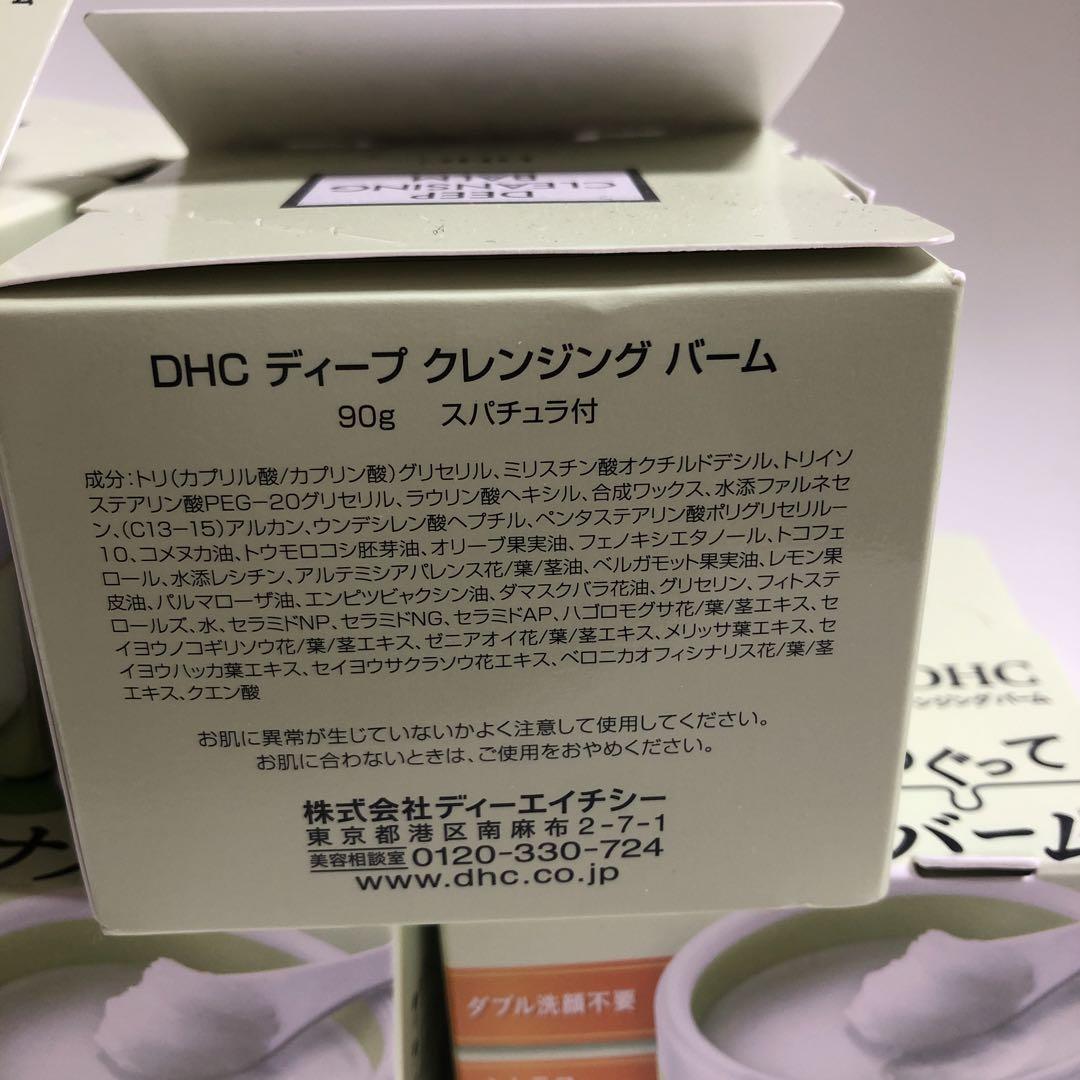 DEEP
CLEANSING
BALM
DHC ディープ クレンジング バーム
90g スパチュラ付
成分:トリ(カプリル酸/カプリン酸)グリセリル、ミリスチン酸オクチルドデシル、トリイソ
ステアリン酸PEG-20グリセリル、ラウリン酸ヘキシル、合成ワックス、水添ファルネセ
ン、(C13-15)アルカン、ウンデシレン酸ヘプチル、ペンタステアリン酸ポリグリセリル-
10、コメヌカ油、トウモロコシ胚芽油、オリーブ果実油、フェノキシエタノール、トコフェ
ロール、水添レシチン、アルテミシアパレンス花/葉/茎油、ベルガモット果実油、レモン果
皮油、パルマローザ油、エンピツビャクシン油、ダマスクバラ花油、グリセリン、フィトステ
ロールズ、水、セラミドNP、セラミドNG、セラミドAP、ハゴロモグサ花/葉/茎エキス、セ
イヨウノコギリソウ花/葉/茎エキス、ゼニアオイ花/葉/茎エキス、メリッサ葉エキス、セ
イヨウハッカ葉エキス、セイヨウサクラソウ花エキス、ベロニカオフィシナリス花/葉/茎
エキス、クエン酸
お肌に異常が生じていないかよく注意して使用してください。
お肌に合わないときは、ご使用をおやめください。
株式会社ディーエイチシー
東京都港区南麻布2-7-1
美容相談室 0120-330-724
www.dhc.co.jp
DHC
ンジング バーム
ぐって
バーム
ダブル洗顔不要